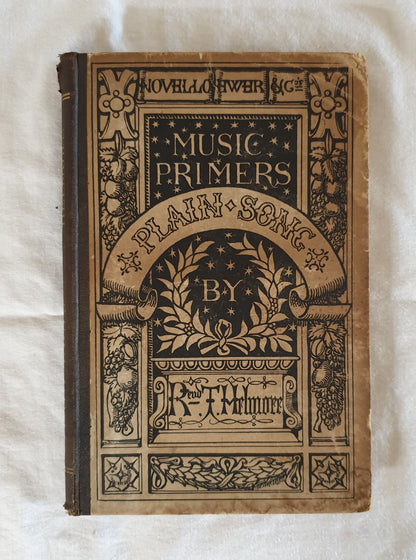 NOVELLO EWER & Co's
MUSIC
PRIMERS
PLAIN·SONG
BY
Revd T. Helmore